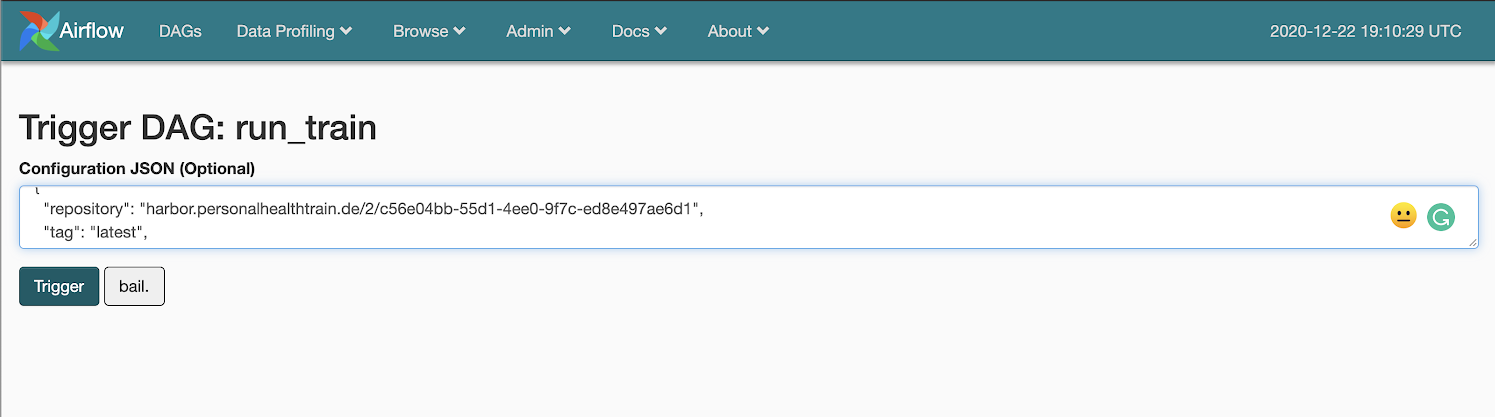 Airflow DAGs Data Profiling Browse Admin Docs About 2020-12-22 19:10:29 UTC
Trigger DAG: run_train
Configuration JSON (Optional)
"repository": "harbor.personalhealthtrain.de/2/c56e04bb-55d1-4ee0-9f7c-ed8e497ae6d1",
"tag": "latest",
Trigger bail.